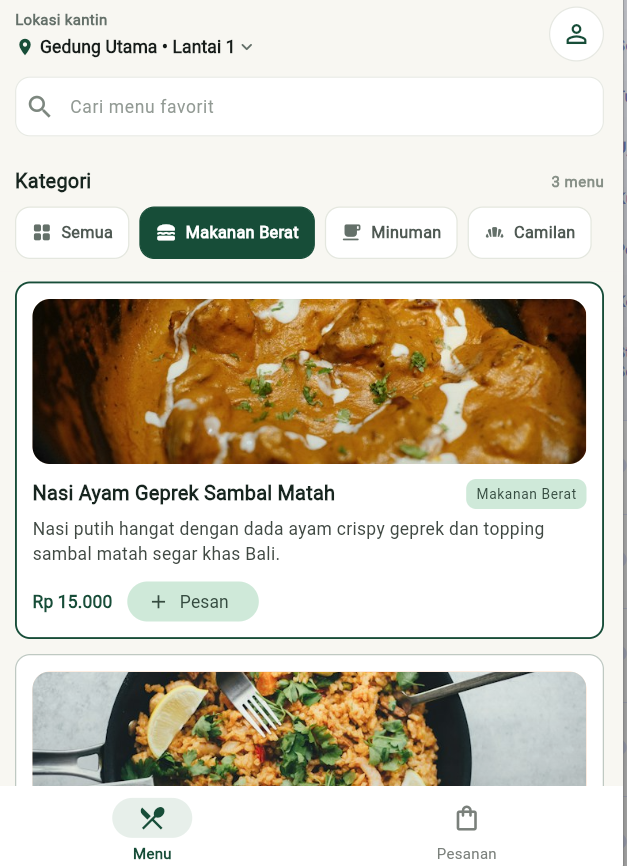 Lokasi kantin
Gedung Utama • Lantai 1
Cari menu favorit
Kategori
3 menu
Semua
Makanan Berat
Minuman
Camilan
Nasi Ayam Geprek Sambal Matah
Makanan Berat
Nasi putih hangat dengan dada ayam crispy geprek dan topping
sambal matah segar khas Bali.
Rp 15.000
+ Pesan
Menu
Pesanan